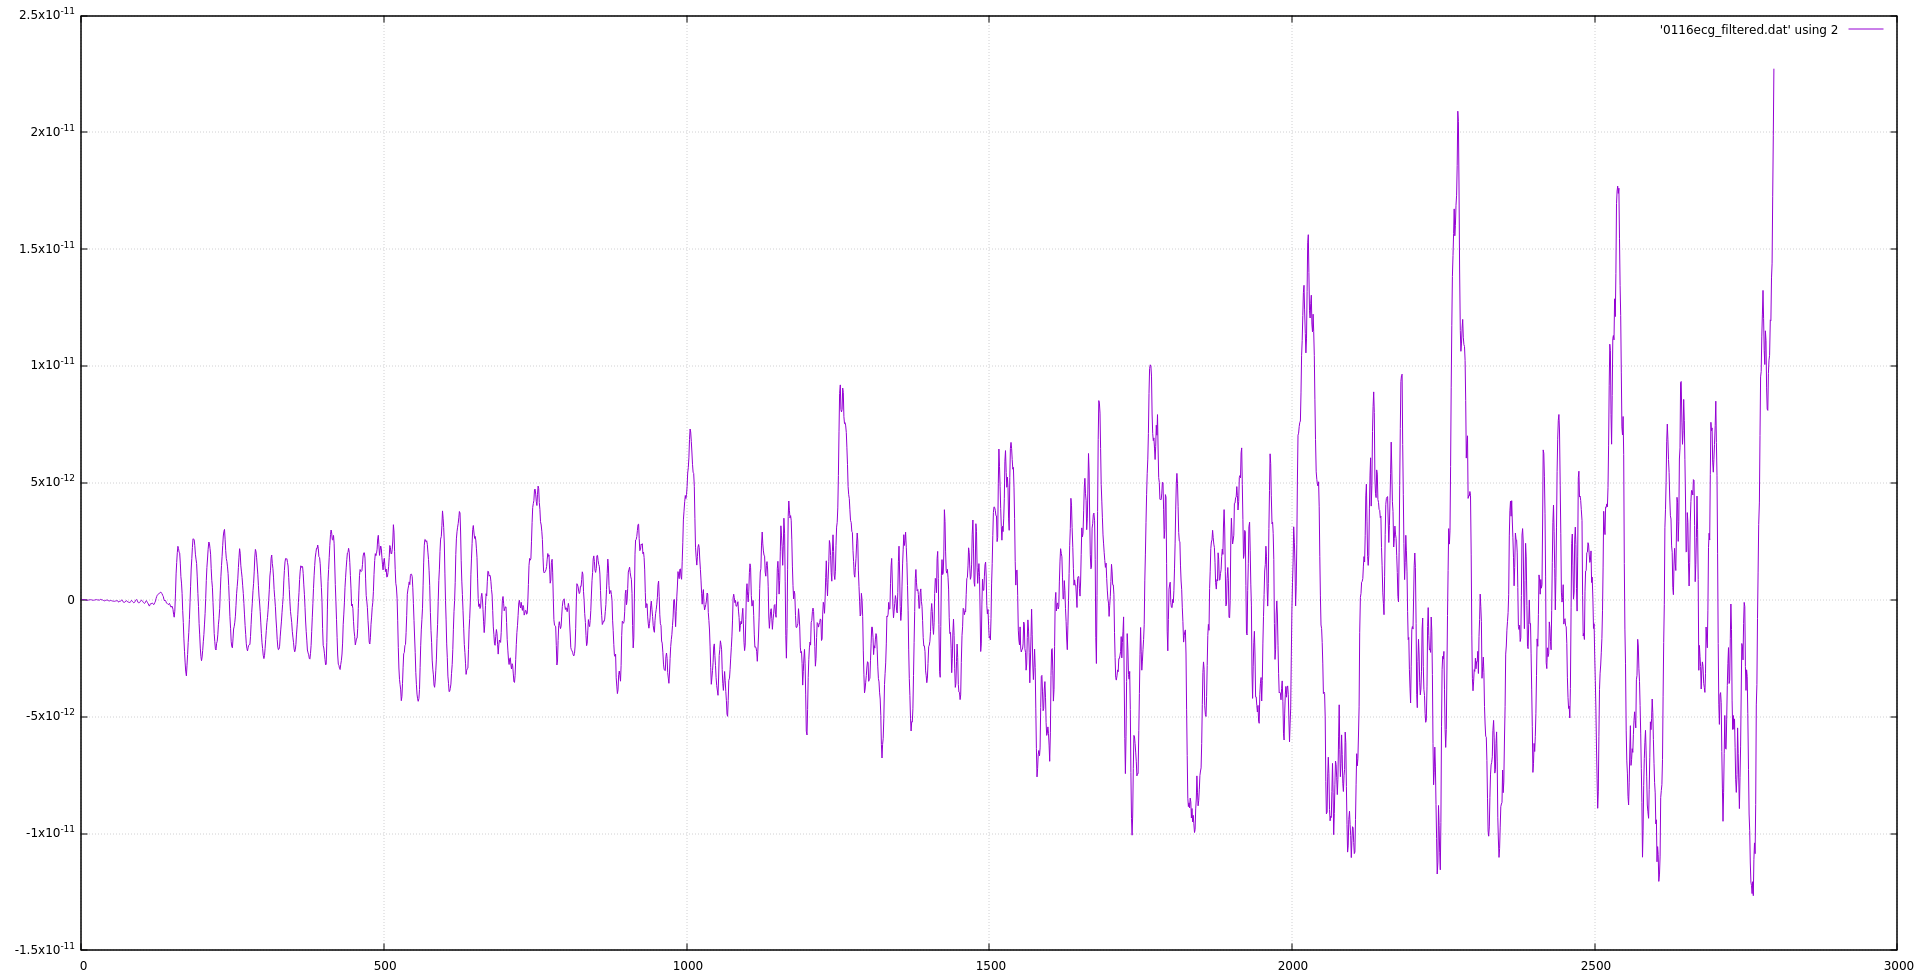 2.5x10⁻¹¹
'0116ecg_filtered.dat' using 2
2x10⁻¹¹
1.5x10⁻¹¹
1x10⁻¹¹
5x10⁻¹²
0
-5x10⁻¹²
-1x10⁻¹¹
-1.5x10⁻¹¹
0 500 1000 1500 2000 2500 3000